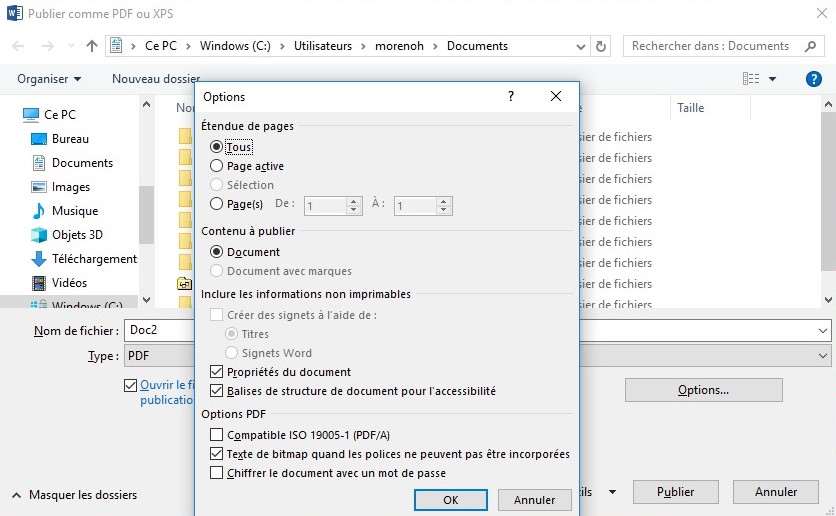 Publier comme PDF ou XPS
Ce PC > Windows (C:) > Utilisateurs > morenoh > Documents
Rechercher dans : Documents
Organiser
Nouveau dossier
Taille
Ce PC
Bureau
Documents
Images
Musique
Objets 3D
Téléchargement
Vidéos
Windows (C:)
sier de fichiers
sier de fichiers
sier de fichiers
sier de fichiers
sier de fichiers
sier de fichiers
sier de fichiers
sier de fichiers
sier de fichiers
Options
?
Étendue de pages
Tous
Page active
Sélection
Page(s) De : 1 À : 1
Contenu à publier
Document
Document avec marques
Inclure les informations non imprimables
Créer des signets à l'aide de :
Titres
Signets Word
Propriétés du document
Balises de structure de document pour l'accessibilité
Options PDF
Compatible ISO 19005-1 (PDF/A)
Texte de bitmap quand les polices ne peuvent pas être incorporées
Chiffrer le document avec un mot de passe
OK
Annuler
Nom de fichier : Doc2
Type : PDF
Ouvrir le fi
publicatio
Options...
Masquer les dossiers
ils
Publier
Annuler